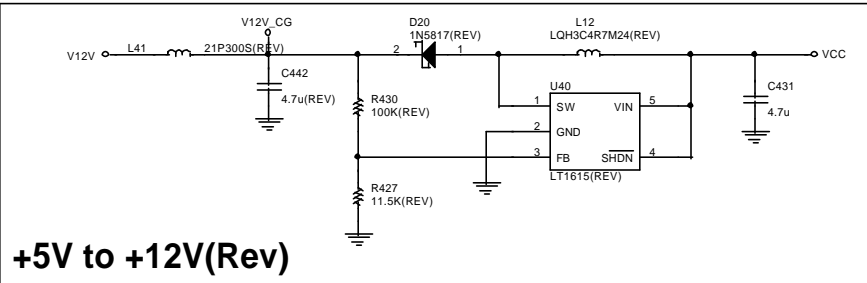 V12V_CG
D20
1N5817(REV)
L12
LQH3C4R7M24(REV)
V12V
L41
21P300S(REV)
2
1
VCC
C442
4.7u(REV)
R430
100K(REV)
U40
1
SW
VIN
5
2
GND
3
FB
SHDN
4
LT1615(REV)
C431
4.7u
R427
11.5K(REV)
+5V to +12V(Rev)